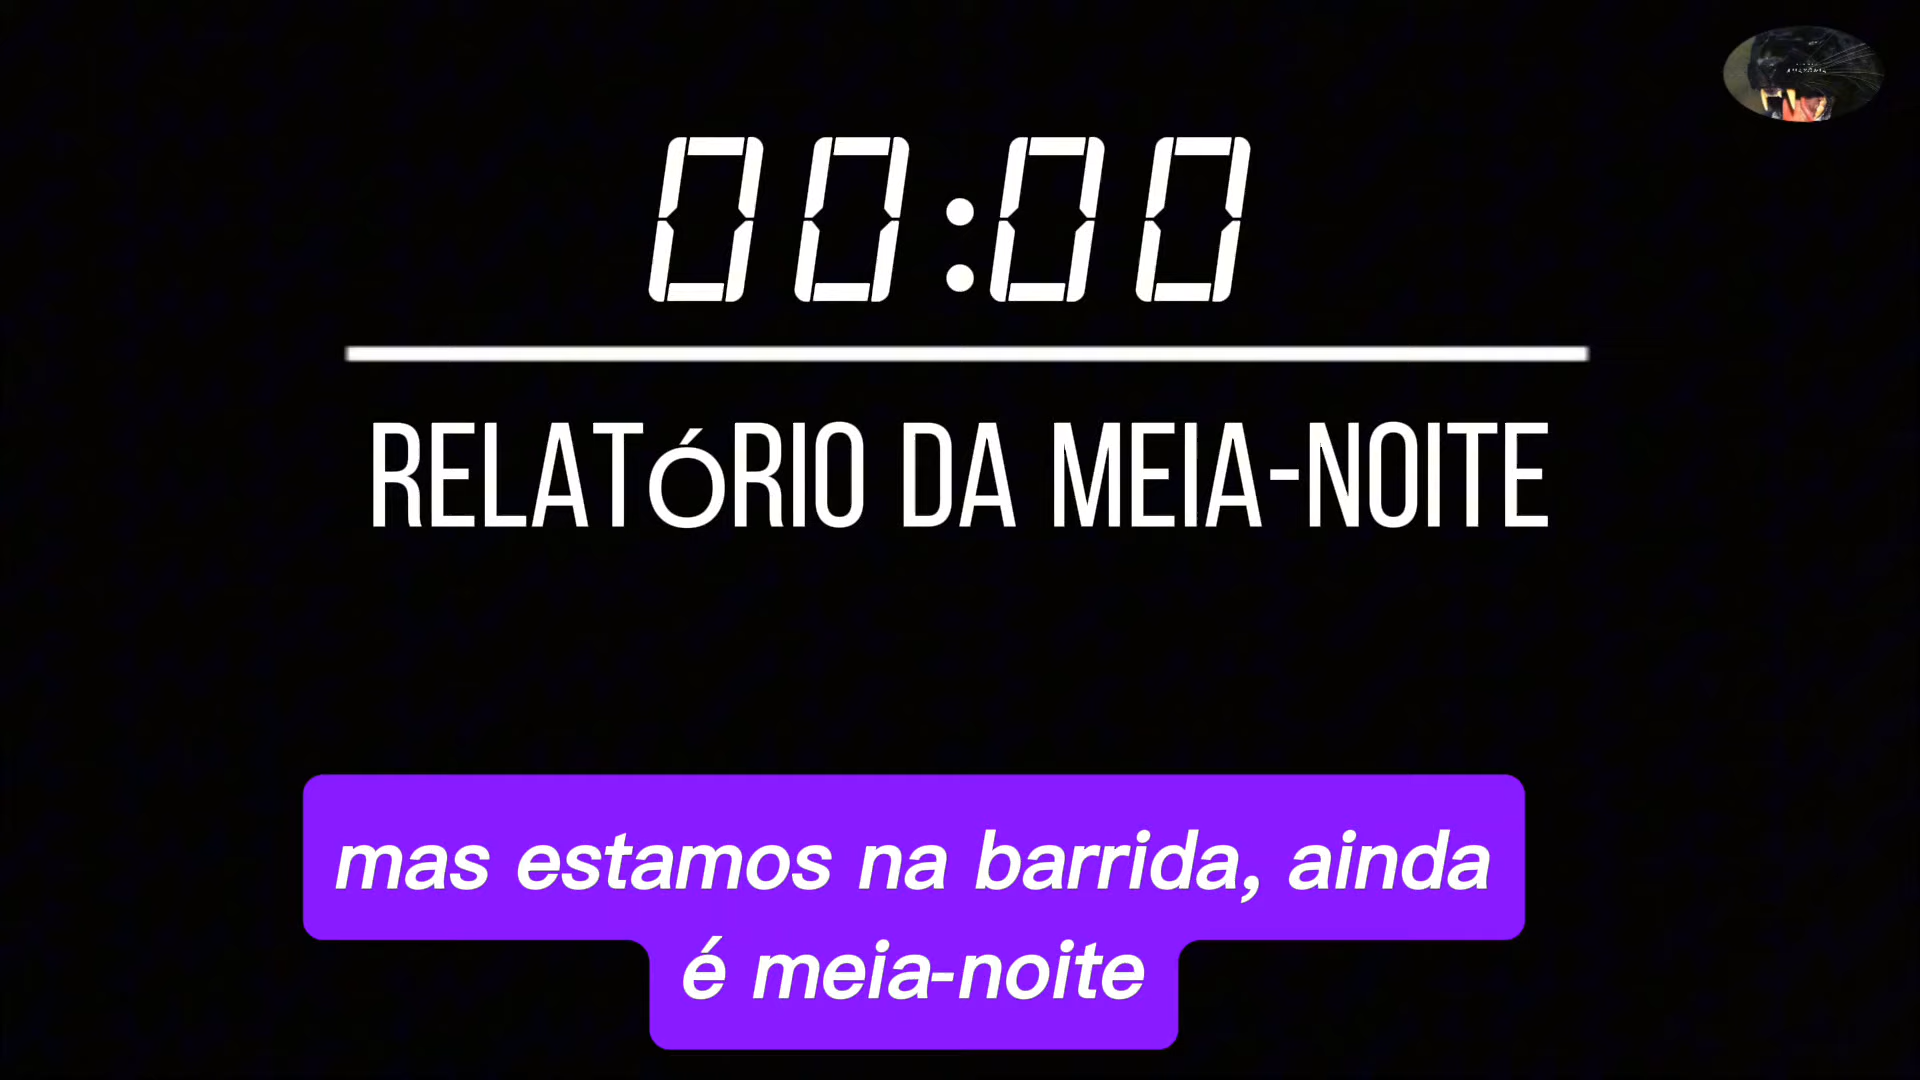 00:00
RELATóRIO DA MEIA-NOITE
mas estamos na barrida, ainda
é meia-noite